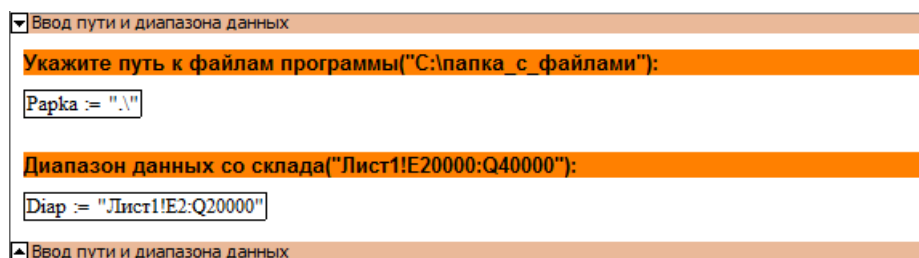 Ввод пути и диапазона данных
Укажите путь к файлам программы("C:\папка_с_файлами"):
Papka := ".\"
Диапазон данных со склада("Лист1!E20000:Q40000"):
Diap := "Лист1!E2:Q20000"
Ввод пути и диапазона данных